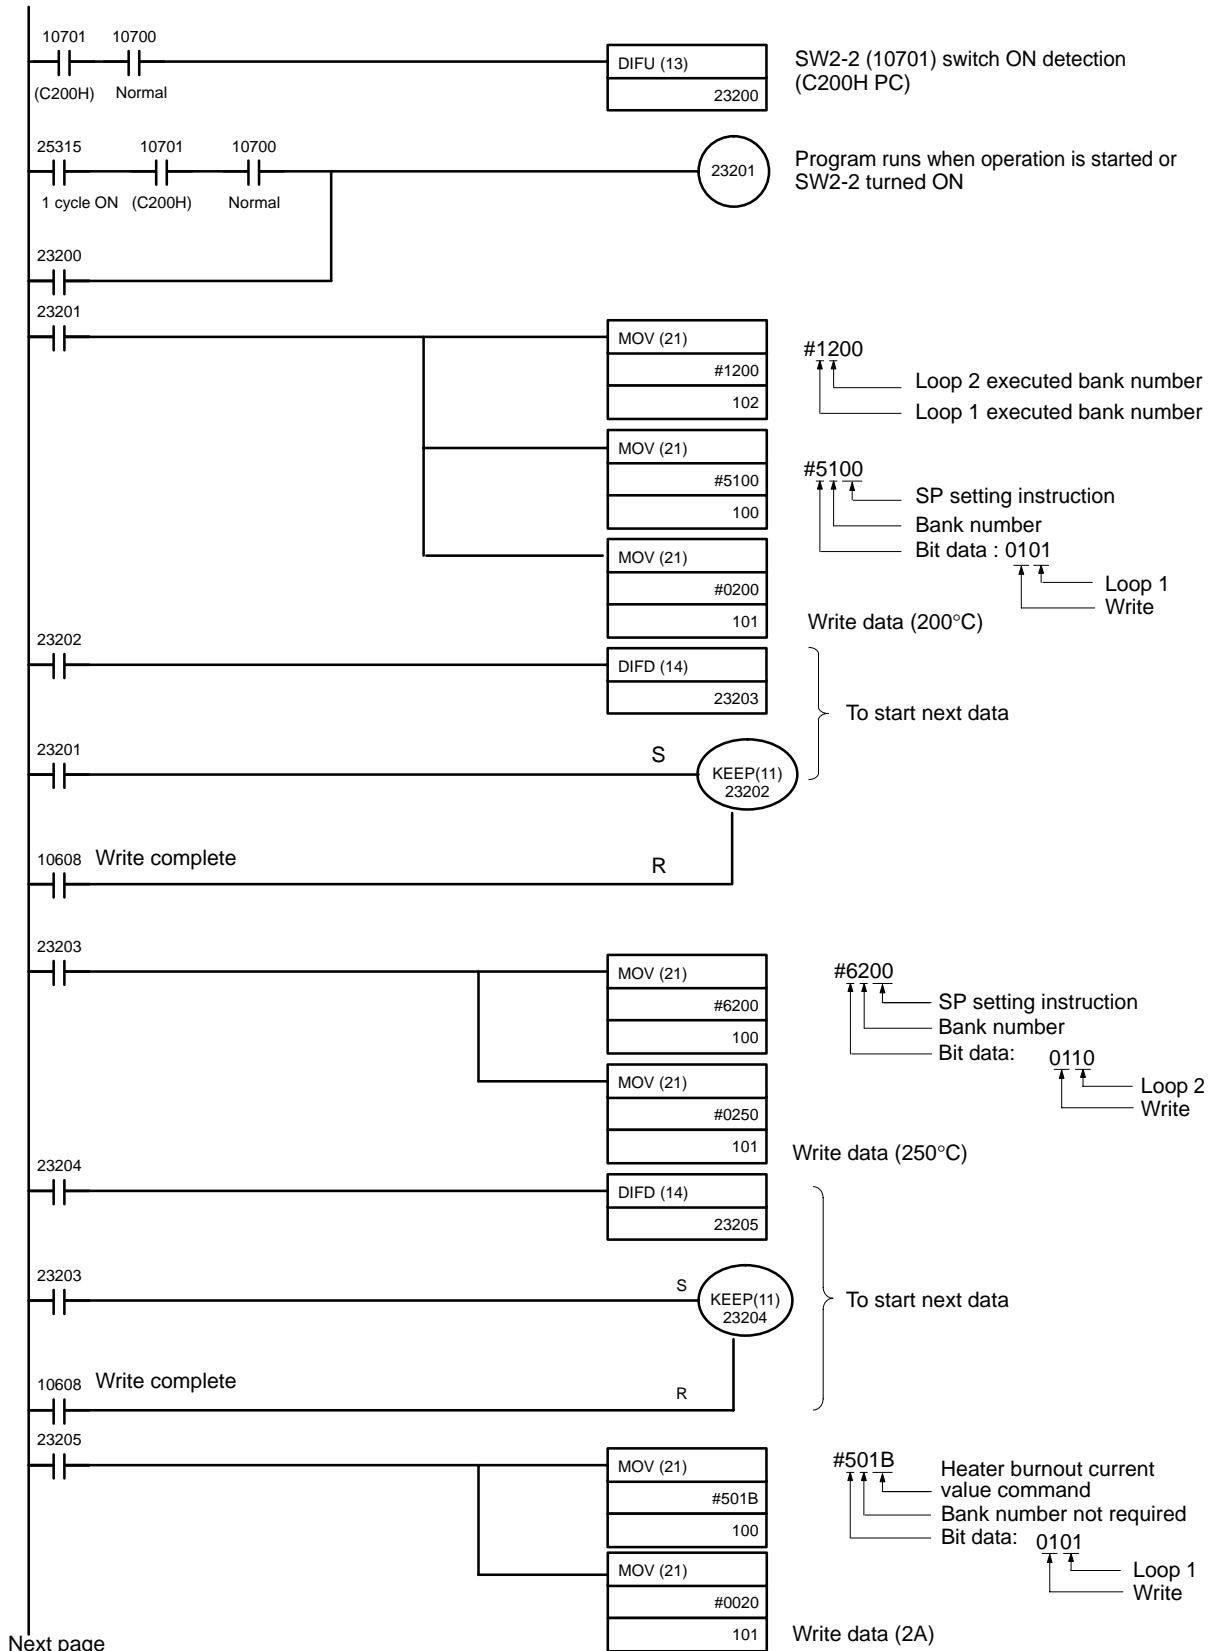 10701 10700
(C200H) Normal
DIFU (13)
23200
SW2-2 (10701) switch ON detection
(C200H PC)
25315 10701 10700
1 cycle ON (C200H) Normal
23201
Program runs when operation is started or
SW2-2 turned ON
23200
23201
MOV (21)
#1200
102
#1200
Loop 2 executed bank number
Loop 1 executed bank number
MOV (21)
#5100
100
#5100
SP setting instruction
Bank number
Bit data : 0101
Loop 1
Write
MOV (21)
#0200
101
Write data (200°C)
23202
DIFD (14)
23203
To start next data
23201
S
KEEP(11)
23202
10608 Write complete
R
23203
MOV (21)
#6200
100
#6200
SP setting instruction
Bank number
Bit data: 0110
Loop 2
Write
MOV (21)
#0250
101
Write data (250°C)
23204
DIFD (14)
23205
23203
S
KEEP(11)
23204
To start next data
10608 Write complete
R
23205
MOV (21)
#501B
100
#501B
Heater burnout current
value command
Bank number not required
Bit data: 0101
Loop 1
Write
MOV (21)
#0020
101
Write data (2A)
Next page